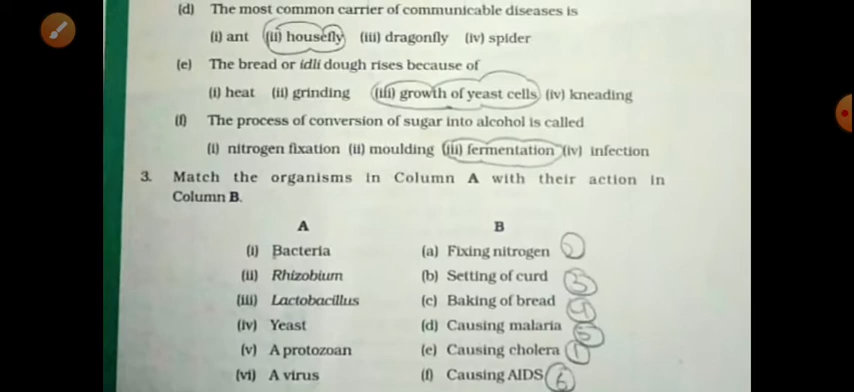 (d) The most common carrier of communicable diseases is
(i) ant (ii) housefly (iii) dragonfly (iv) spider
(e) The bread or idli dough rises because of
(i) heat (ii) grinding (iii) growth of yeast cells (iv) kneading
(f) The process of conversion of sugar into alcohol is called
(i) nitrogen fixation (ii) moulding (iii) fermentation (iv) infection
3. Match the organisms in Column A with their action in
Column B.
A B
(i) Bacteria (a) Fixing nitrogen 2
(ii) Rhizobium (b) Setting of curd 3
(iii) Lactobacillus (c) Baking of bread
(iv) Yeast (d) Causing malaria
(v) A protozoan (e) Causing cholera 1
(vi) A virus (f) Causing AIDS 6